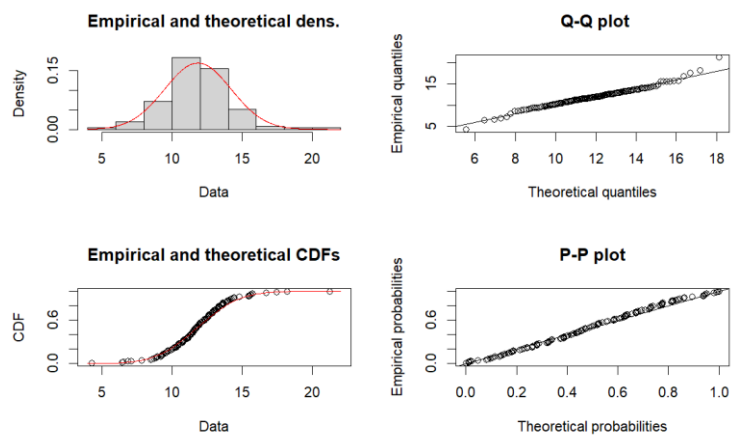 Empirical and theoretical dens.
Density
0.00 0.15
5 10 15 20
Data
Q-Q plot
Empirical quantiles
5 15
6 8 10 12 14 16 18
Theoretical quantiles
Empirical and theoretical CDFs
CDF
0.0 0.6
5 10 15 20
Data
P-P plot
Empirical probabilities
0.0 0.6
0.0 0.2 0.4 0.6 0.8 1.0
Theoretical probabilities